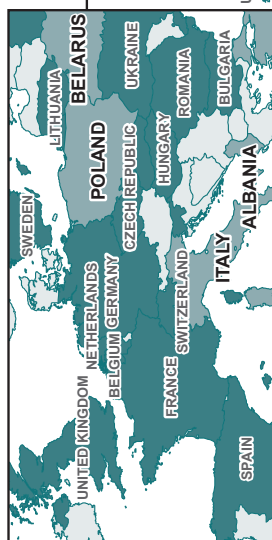 UNITED KINGDOM
NETHERLANDS
BELGIUM
GERMANY
SWEDEN
LITHUANIA
BELARUS
POLAND
UKRAINE
CZECH REPUBLIC
HUNGARY
ROMANIA
BULGARIA
FRANCE
SWITZERLAND
ITALY
ALBANIA
SPAIN